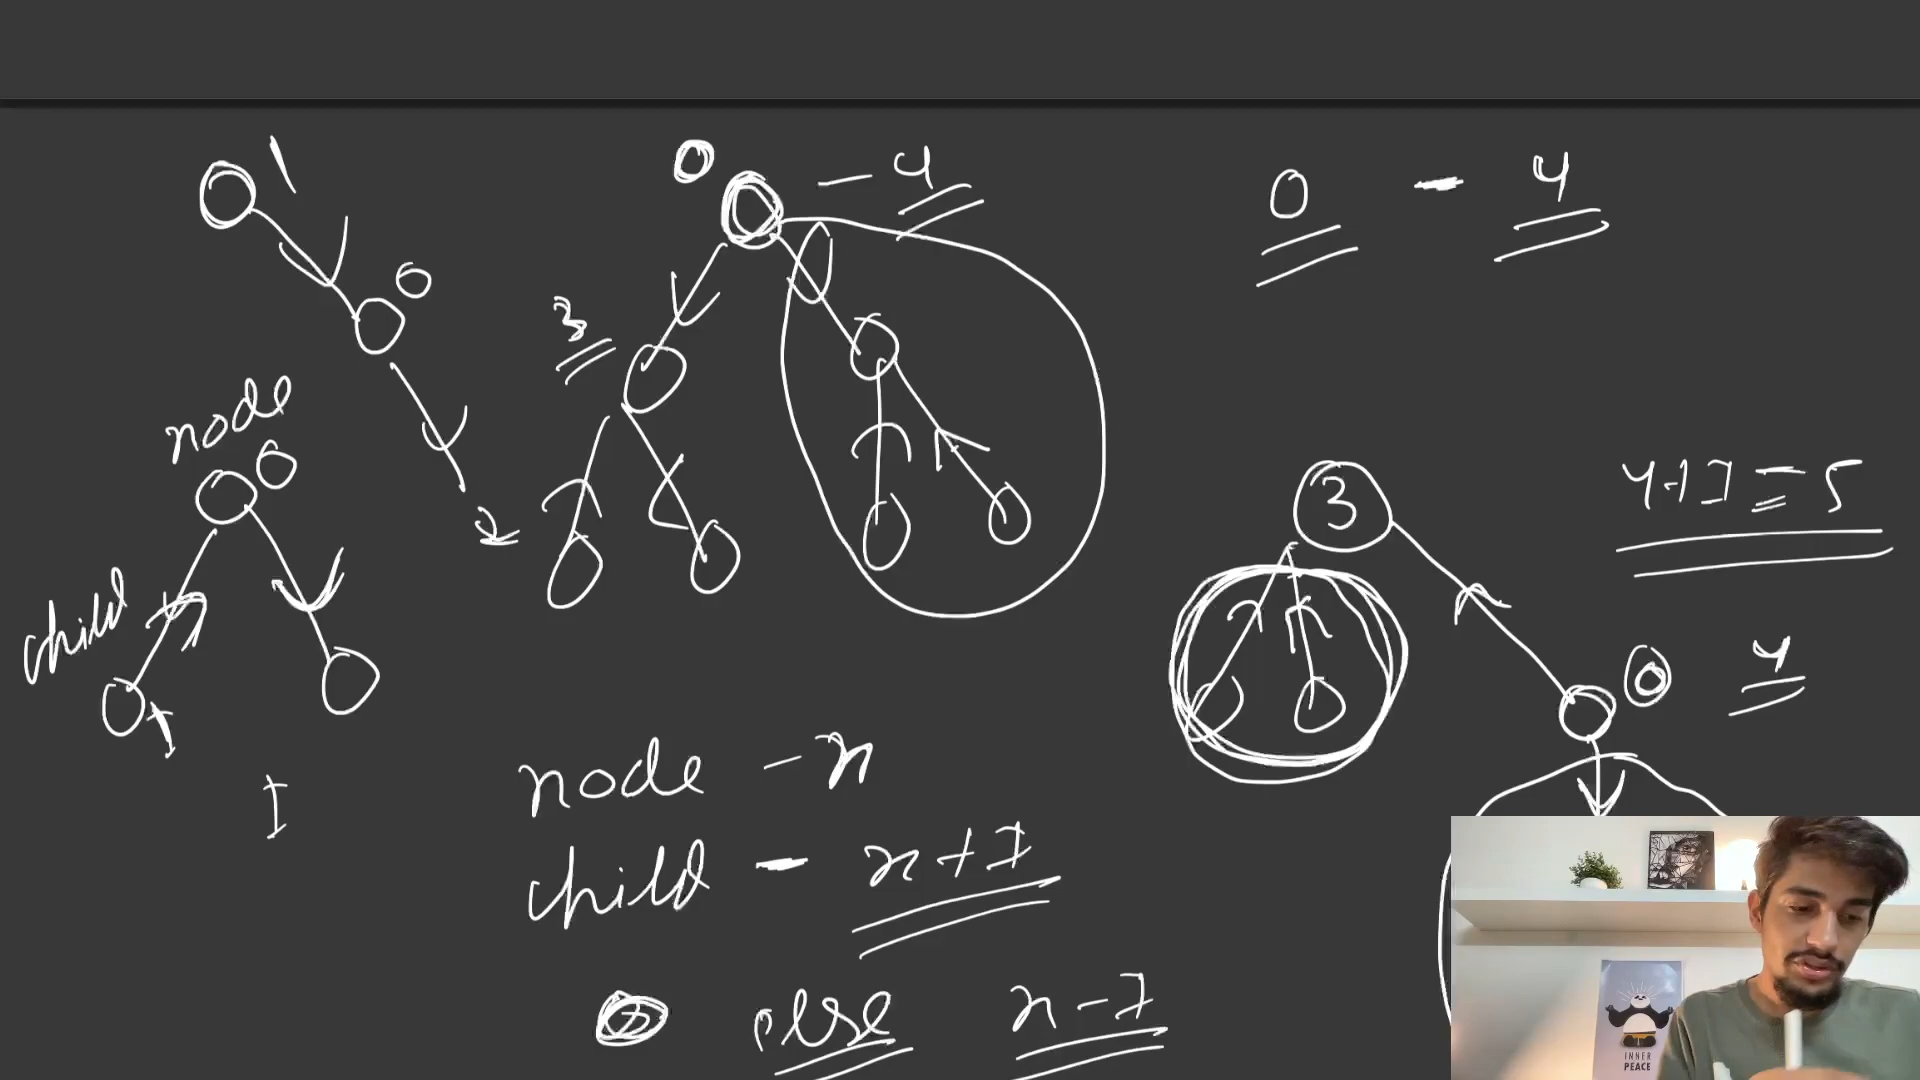 1
0
0 - 4
0 - 4
0
3
node
0
child
2
3
4+1 = 5
0
4
node - x
child - x+1
else x-1
INNER
PEACE